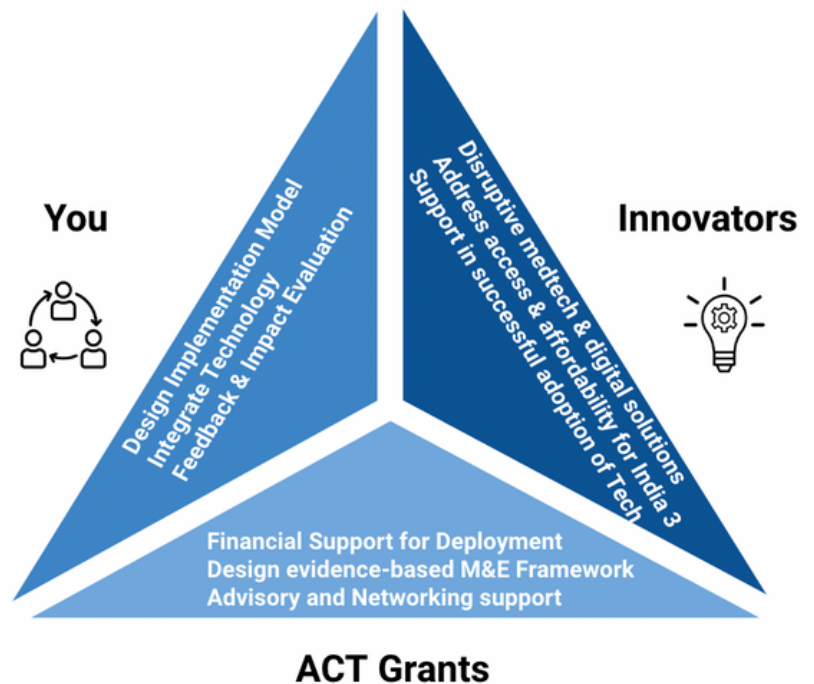 You
Design Implementation Model
Integrate Technology
Feedback & Impact Evaluation
Innovators
Disruptive medtech & digital solutions
Address access & affordability for India 3
Support in successful adoption of Tech
Financial Support for Deployment
Design evidence-based M&E Framework
Advisory and Networking support
ACT Grants